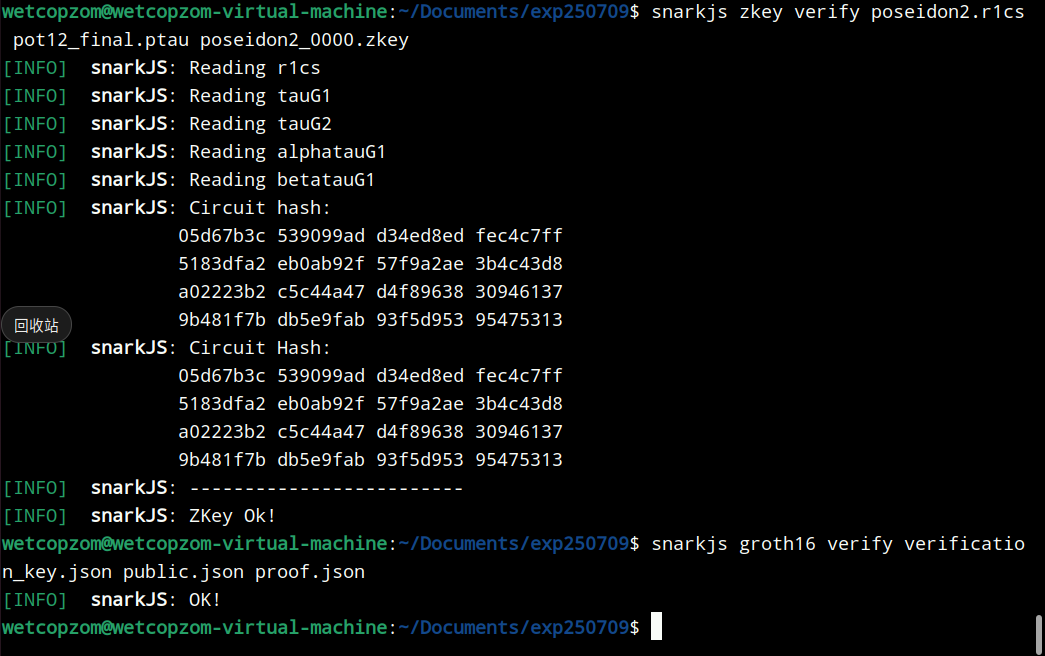 wetcopzom@wetcopzom-virtual-machine:~/Documents/exp250709$ snarkjs zkey verify poseidon2.r1cs
pot12_final.ptau poseidon2_0000.zkey
[INFO]  snarkJS: Reading r1cs
[INFO]  snarkJS: Reading tauG1
[INFO]  snarkJS: Reading tauG2
[INFO]  snarkJS: Reading alphatauG1
[INFO]  snarkJS: Reading betatauG1
[INFO]  snarkJS: Circuit hash:
05d67b3c 539099ad d34ed8ed fec4c7ff
5183dfa2 eb0ab92f 57f9a2ae 3b4c43d8
a02223b2 c5c44a47 d4f89638 30946137
9b481f7b db5e9fab 93f5d953 95475313
回收站
[INFO]  snarkJS: Circuit Hash:
05d67b3c 539099ad d34ed8ed fec4c7ff
5183dfa2 eb0ab92f 57f9a2ae 3b4c43d8
a02223b2 c5c44a47 d4f89638 30946137
9b481f7b db5e9fab 93f5d953 95475313
[INFO]  snarkJS: -------------------------
[INFO]  snarkJS: ZKey Ok!
wetcopzom@wetcopzom-virtual-machine:~/Documents/exp250709$ snarkjs groth16 verify verificatio
n_key.json public.json proof.json
[INFO]  snarkJS: OK!
wetcopzom@wetcopzom-virtual-machine:~/Documents/exp250709$